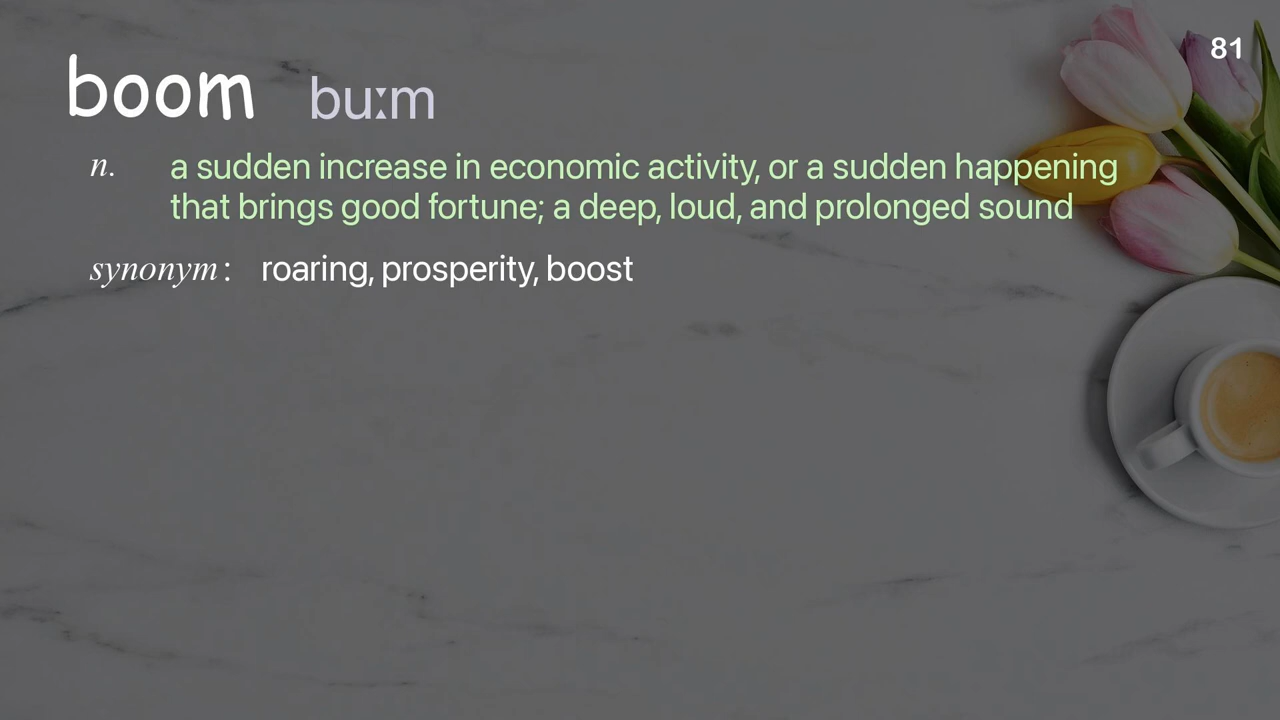 81
boom buːm
n. a sudden increase in economic activity, or a sudden happening
that brings good fortune; a deep, loud, and prolonged sound
synonym: roaring, prosperity, boost